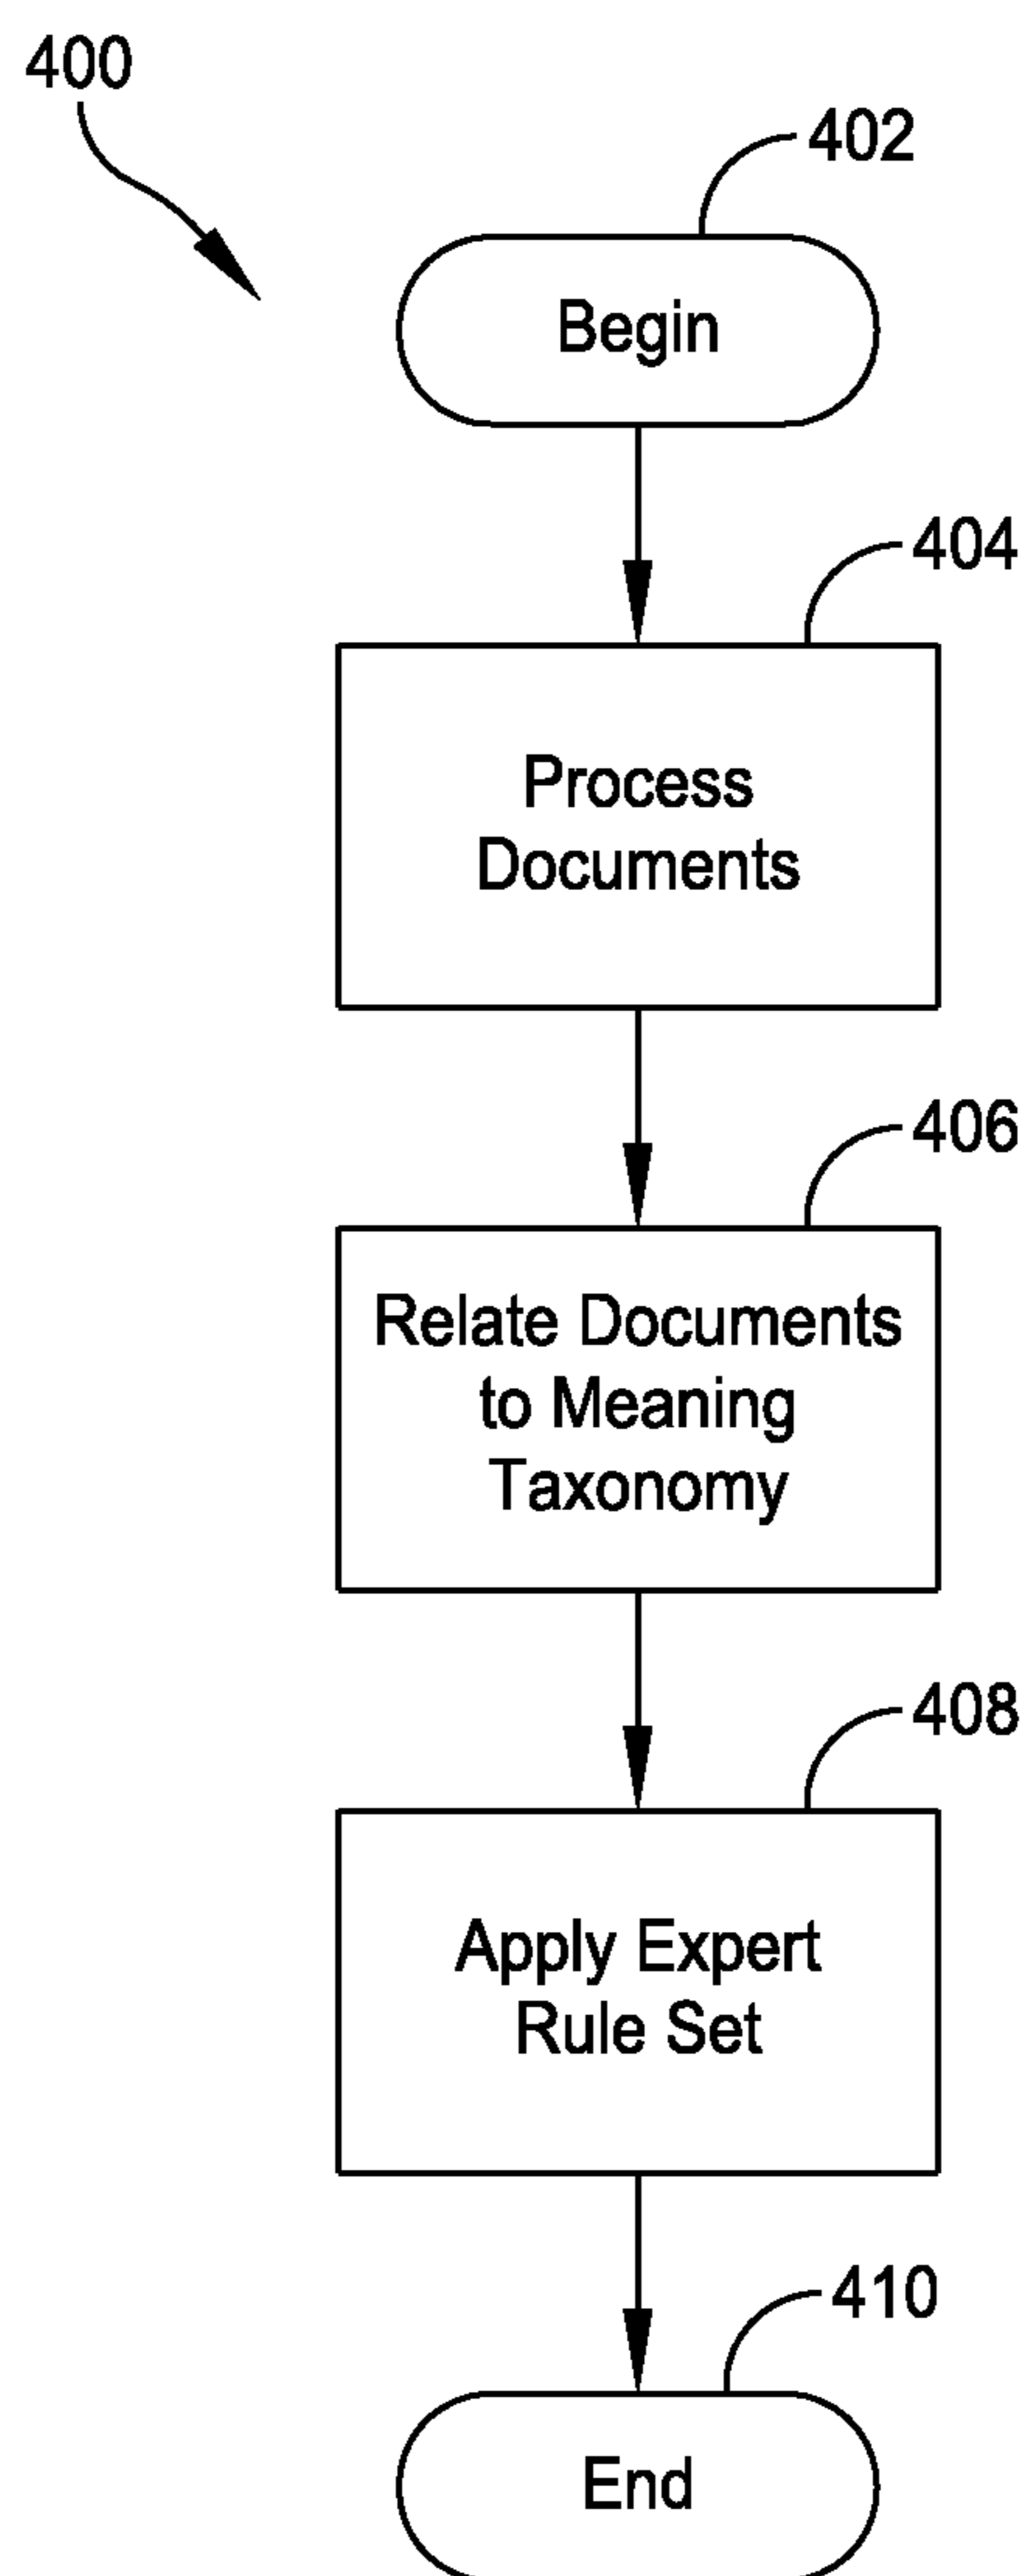 400
402
Begin
404
Process
Documents
406
Relate Documents
to Meaning
Taxonomy
408
Apply Expert
Rule Set
410
End